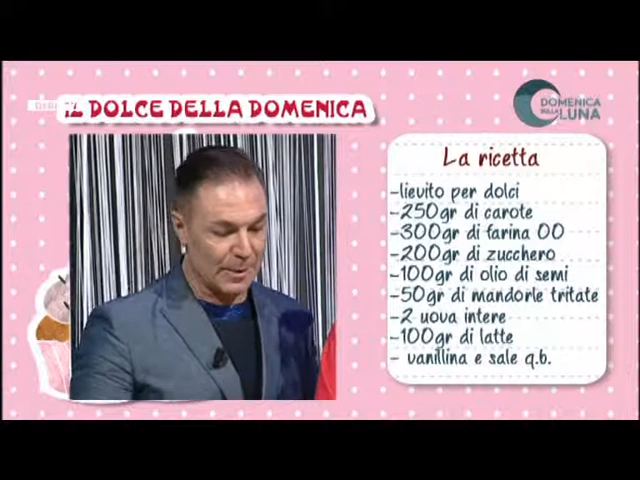 IL DOLCE DELLA DOMENICA
DOMENICA
SULLA
LUNA
La ricetta
-lievito per dolci
-250gr di carote
-300gr di farina 00
-200gr di zucchero
-100gr di olio di semi
-50gr di mandorle tritate
-2 uova intere
-100gr di latte
- vanillina e sale q.b.